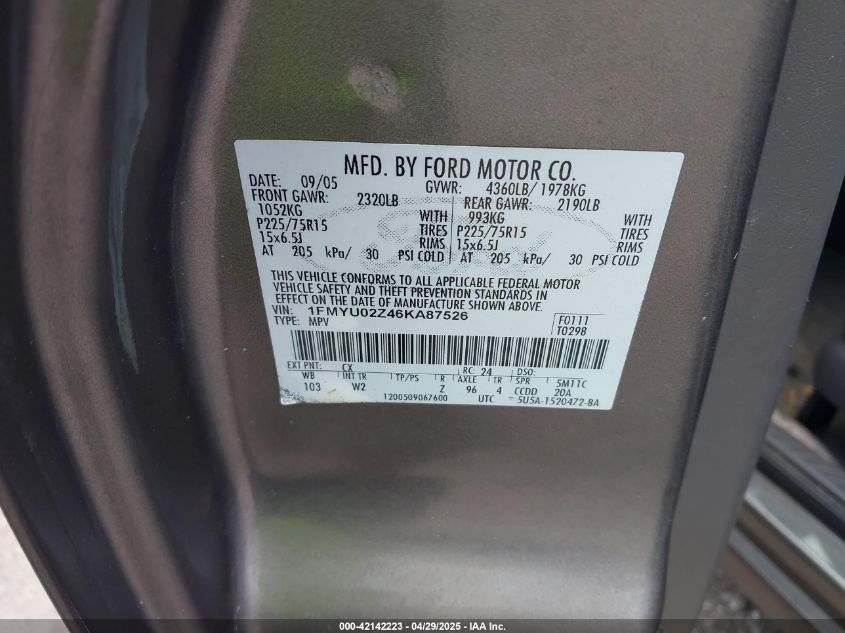 MFD. BY FORD MOTOR CO.
DATE: 09/05 GVWR: 4360LB/1978KG
FRONT GAWR: 2320LB REAR GAWR: 2190LB
1052KG WITH 993KG WITH
P225/75R15 TIRES P225/75R15 TIRES
15x6.5J RIMS 15x6.5J RIMS
AT 205 kPa/ 30 PSI COLD AT 205 kPa/ 30 PSI COLD
Ford
THIS VEHICLE CONFORMS TO ALL APPLICABLE FEDERAL MOTOR
VEHICLE SAFETY AND THEFT PREVENTION STANDARDS IN
EFFECT ON THE DATE OF MANUFACTURE SHOWN ABOVE.
VIN: 1FMYU02Z46KA87526 F0111
TYPE: MPV T0298
EXT PNT: CX RC: 24 DSO:
WB INT TR TP/PS R AXLE TR SPR 5M11C
103 W2 Z 96 4 CCDD 20A
1200509067600 UTC 5U5A-1520472-BA
000-42142223 - 04/29/2025 - IAA Inc.